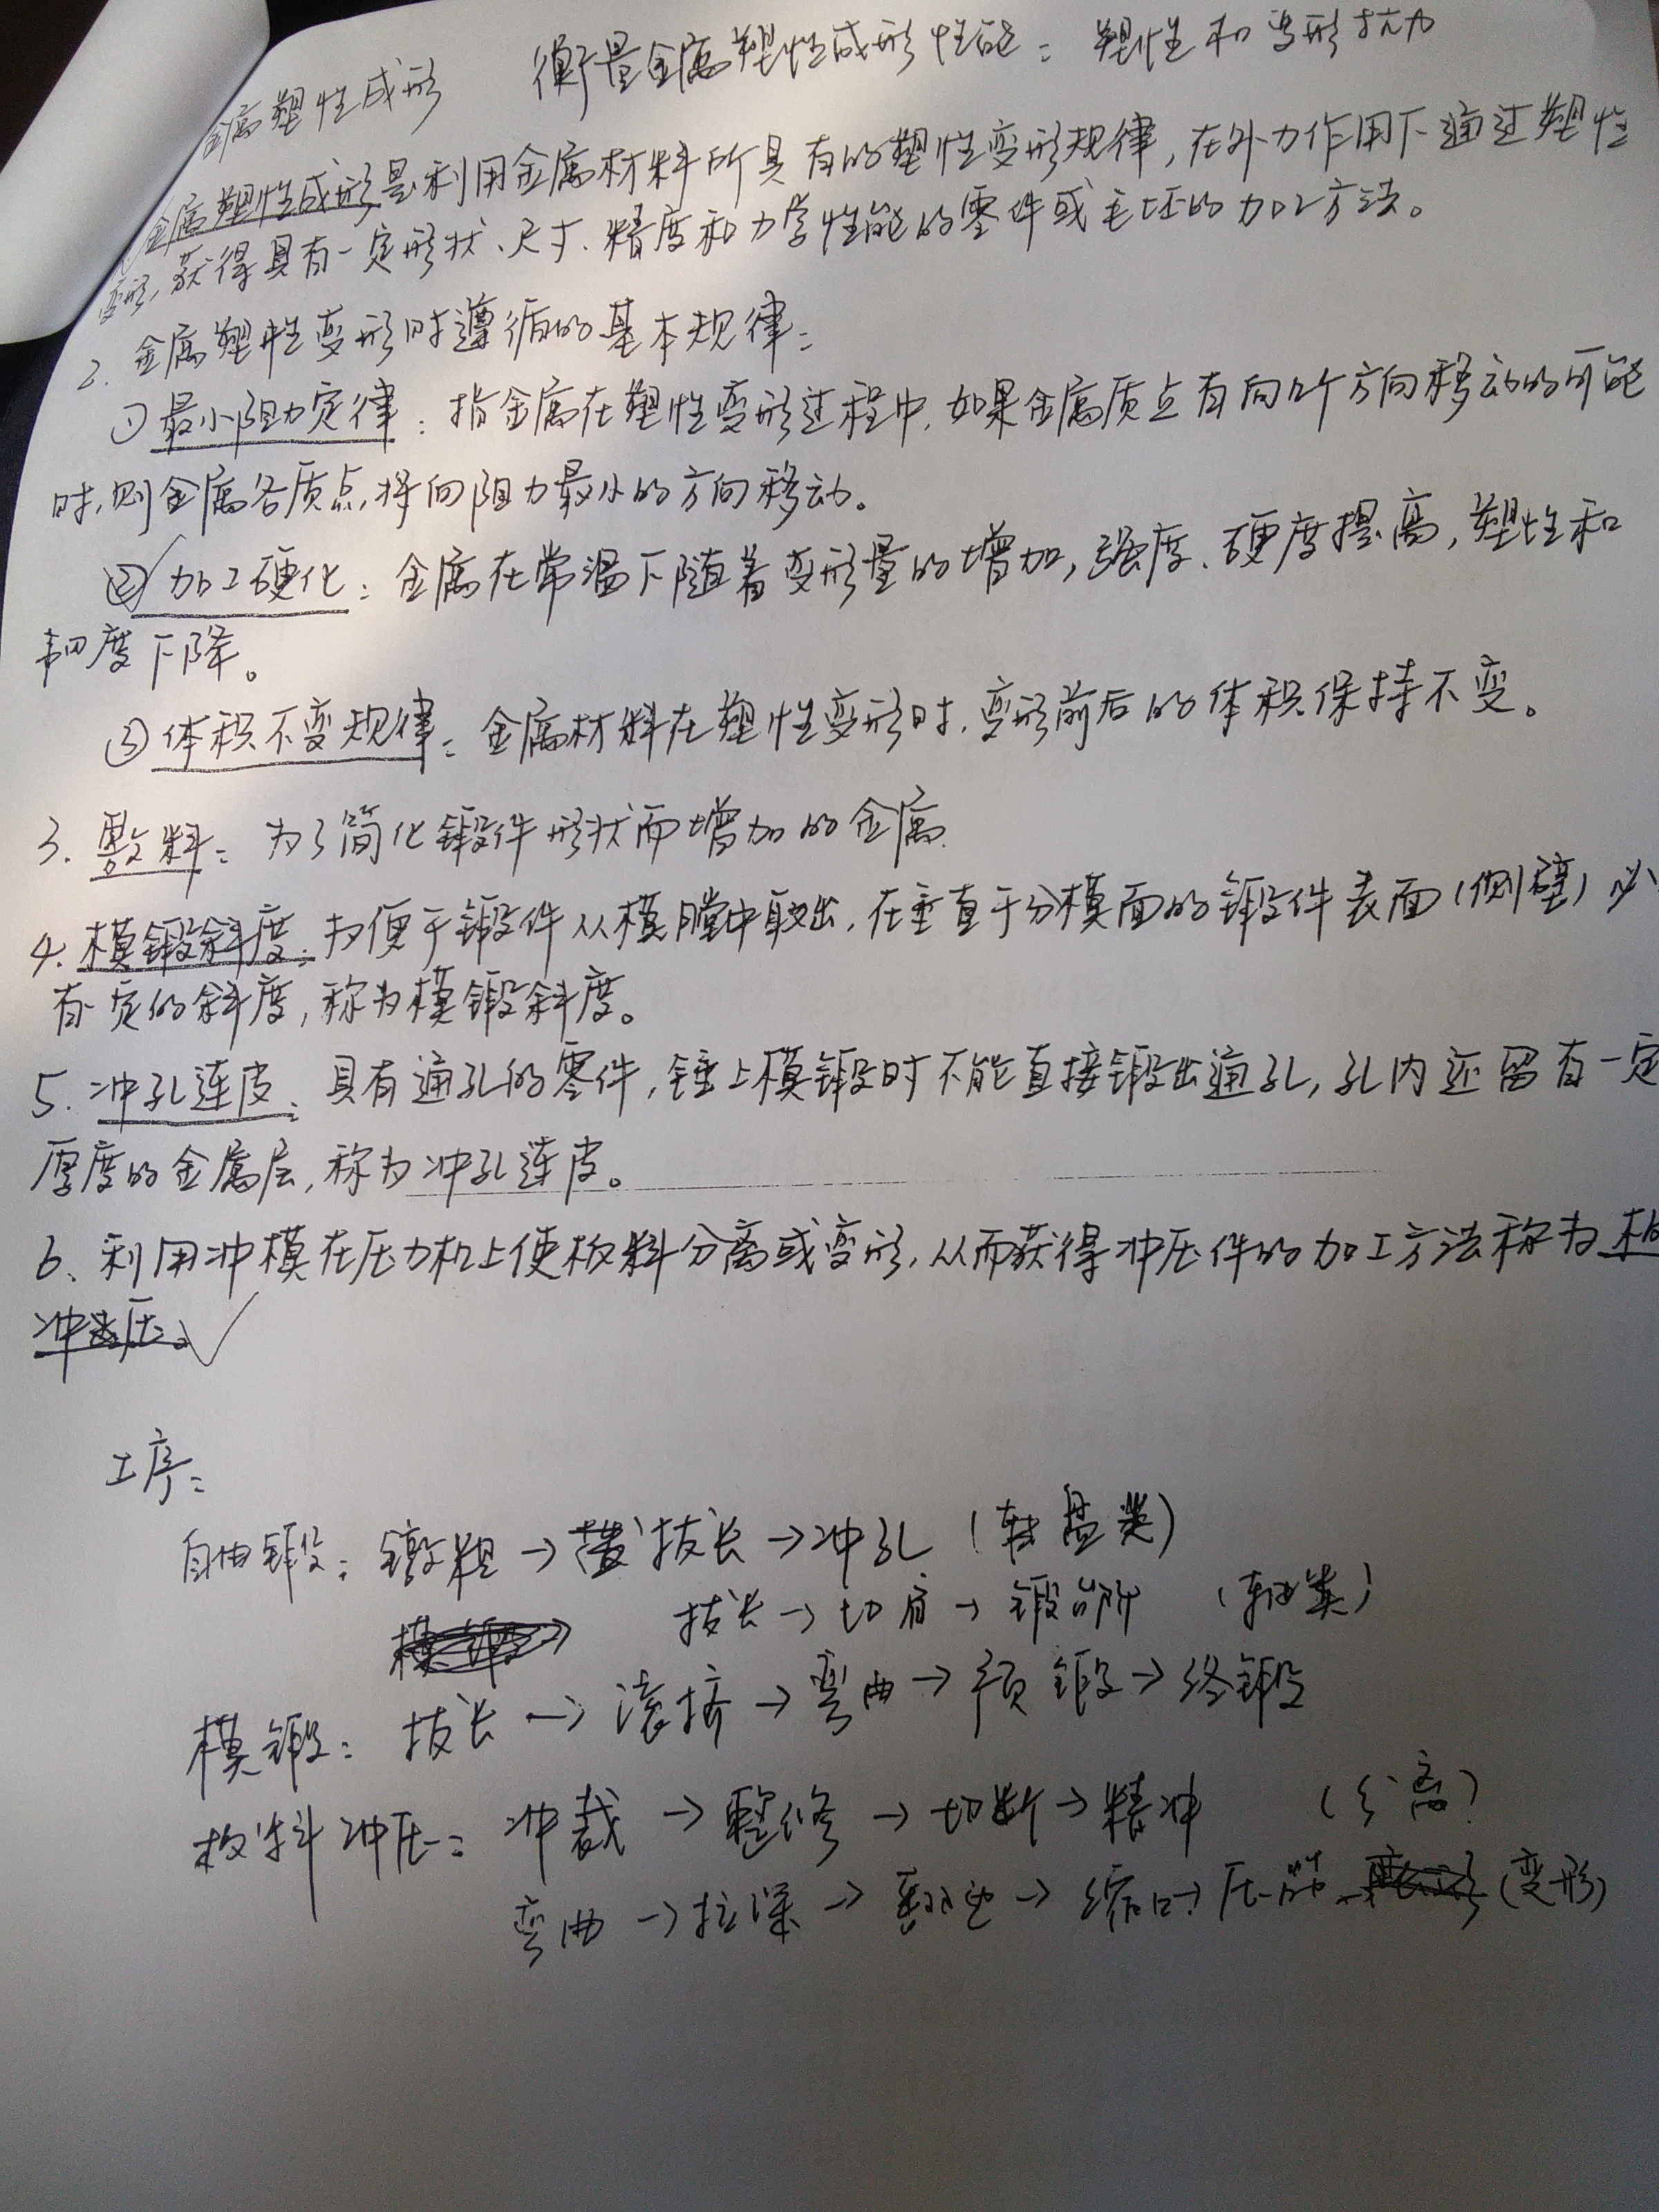 金属塑性成形 衡量金属塑性成形性能：塑性和变形抗力
金属塑性成形是利用金属材料所具有的塑性变形规律，在外力作用下通过塑性
变形，获得具有一定形状、尺寸、精度和力学性能的零件或毛坯的加工方法。
2. 金属塑性变形时遵循的基本规律：
①最小阻力定律：指金属在塑性变形过程中，如果金属质点有向几个方向移动的可能
时，则金属各质点，将向阻力最小的方向移动。
②加工硬化：金属在常温下随着变形量的增加，强度、硬度提高，塑性和
韧度下降。
③体积不变规律：金属材料在塑性变形时，变形前后的体积保持不变。
3. 敷料：为了简化锻件形状而增加的金属
4. 模锻斜度：为便于锻件从模膛中取出，在垂直于分模面的锻件表面（侧壁）必
有一定的斜度，称为模锻斜度。
5. 冲孔连皮：具有通孔的零件，锤上模锻时不能直接锻出通孔，孔内还留有一定
厚度的金属层，称为冲孔连皮。
6、利用冲模在压力机上使板料分离或变形，从而获得冲压件的加工方法称为
冲压。✓
工序：
自由锻：镦粗→拔长→冲孔（盘类）
拔长→切肩→锻台阶（轴类）
模锻：拔长→滚挤→弯曲→预锻→终锻
板料冲压：冲裁→整修→切断→精冲（分离）
弯曲→拉深→翻边→缩口→压筋（变形）